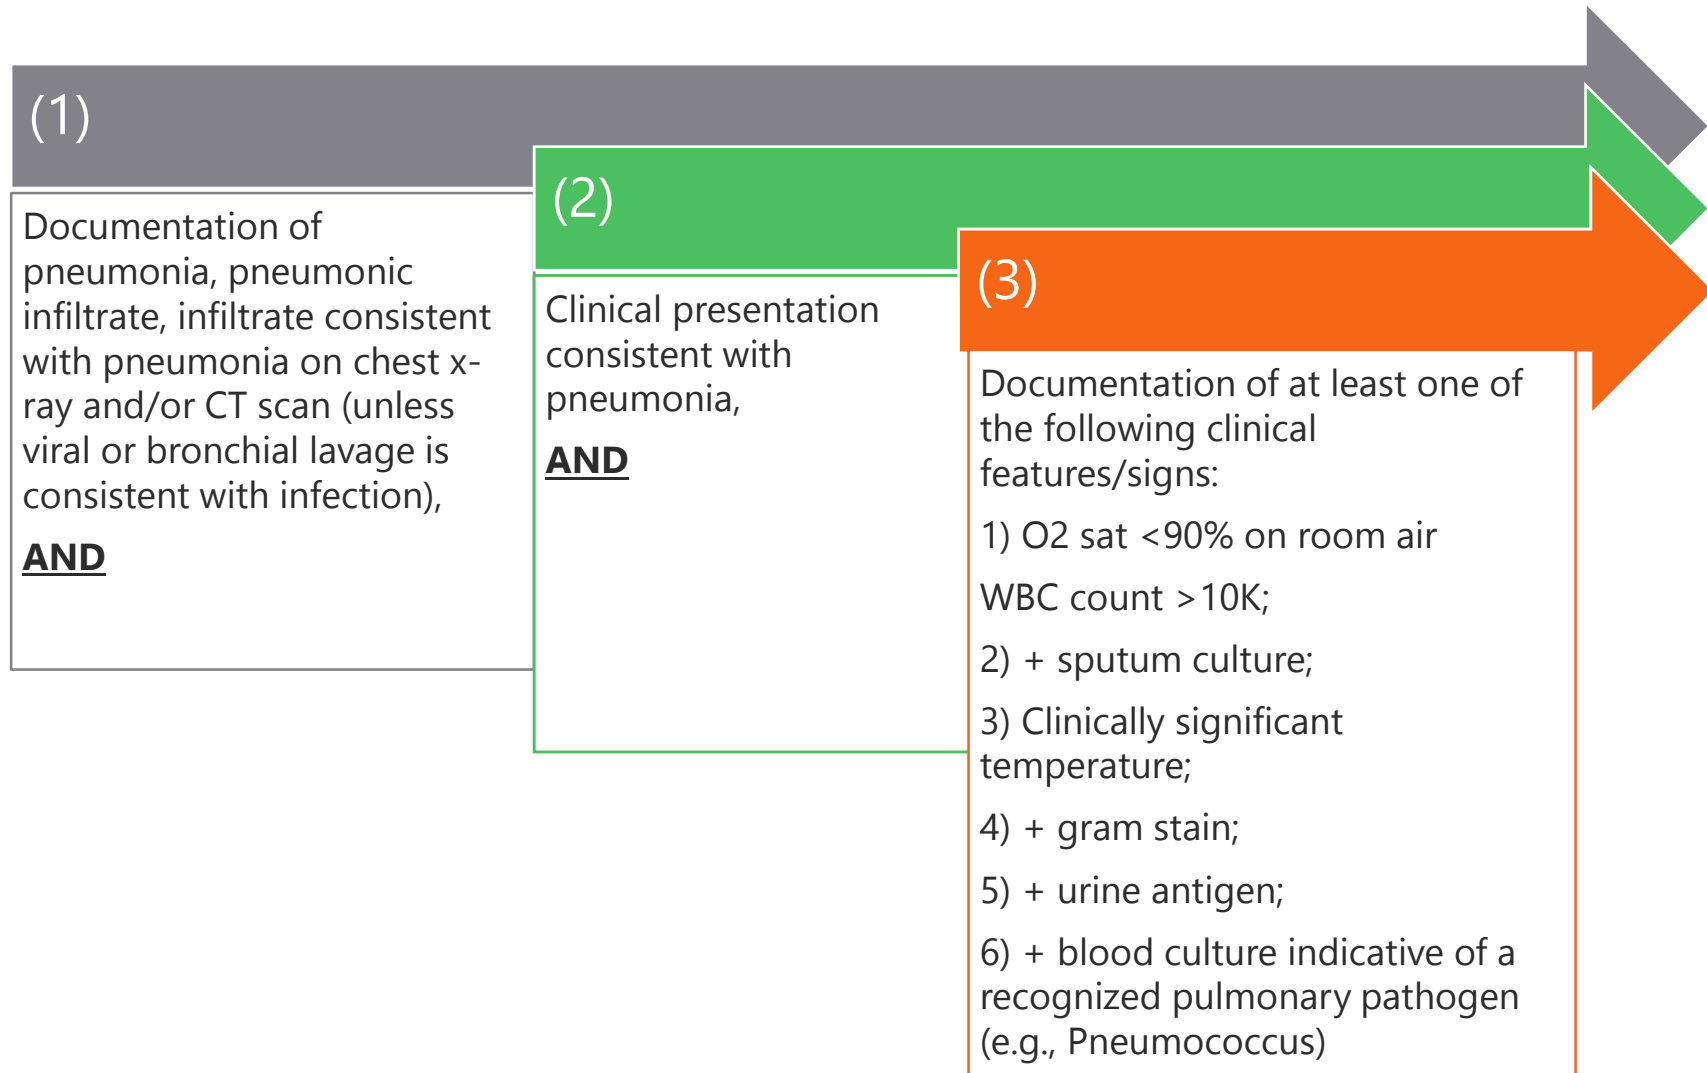 (1)
Documentation of
pneumonia, pneumonic
infiltrate, infiltrate consistent
with pneumonia on chest x-
ray and/or CT scan (unless
viral or bronchial lavage is
consistent with infection),
AND
(2)
Clinical presentation
consistent with
pneumonia,
AND
(3)
Documentation of at least one of
the following clinical
features/signs:
1) O2 sat <90% on room air
WBC count >10K;
2) + sputum culture;
3) Clinically significant
temperature;
4) + gram stain;
5) + urine antigen;
6) + blood culture indicative of a
recognized pulmonary pathogen
(e.g., Pneumococcus)